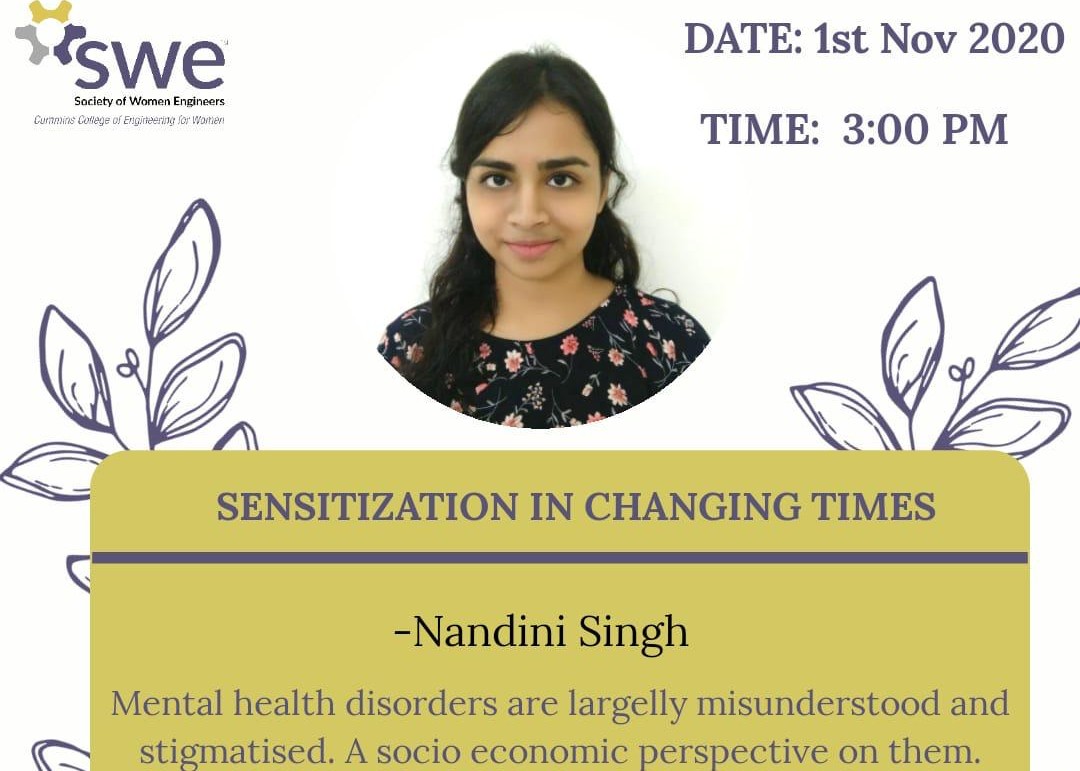 swe
Society of Women Engineers
Cummins College of Engineering for Women
DATE: 1st Nov 2020
TIME: 3:00 PM
SENSITIZATION IN CHANGING TIMES
-Nandini Singh
Mental health disorders are largelly misunderstood and
stigmatised. A socio economic perspective on them.